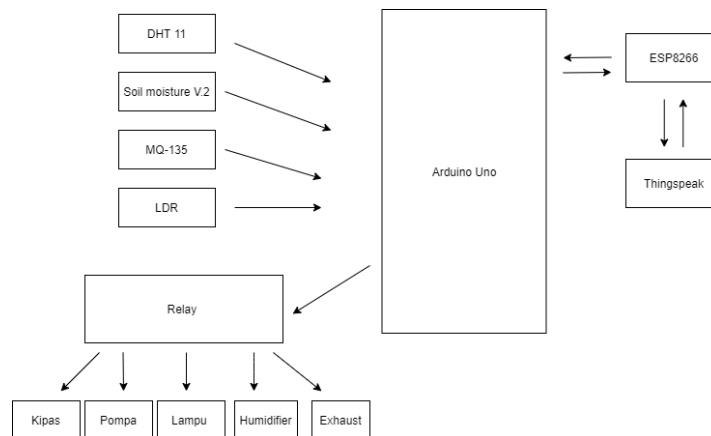 DHT 11
Soil moisture V.2
MQ-135
LDR
Arduino Uno
ESP8266
Thingspeak
Relay
Kipas
Pompa
Lampu
Humidifier
Exhaust